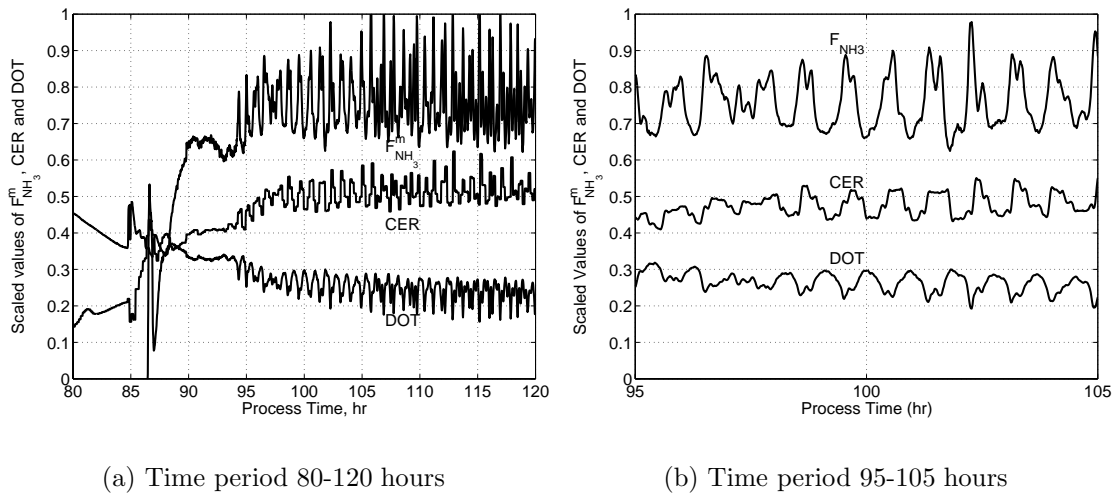 Scaled values of F^m_NH_3, CER and DOT
1
0.9
0.8
0.7
0.6
0.5
0.4
0.3
0.2
0.1
0
F^m_NH_3
CER
DOT
80 85 90 95 100 105 110 115 120
Process Time, hr
(a) Time period 80-120 hours
Scaled Values of F^m_NH_3, CER and DOT
1
0.9
0.8
0.7
0.6
0.5
0.4
0.3
0.2
0.1
0
F_NH3
CER
DOT
95 100 105
Process Time (hr)
(b) Time period 95-105 hours